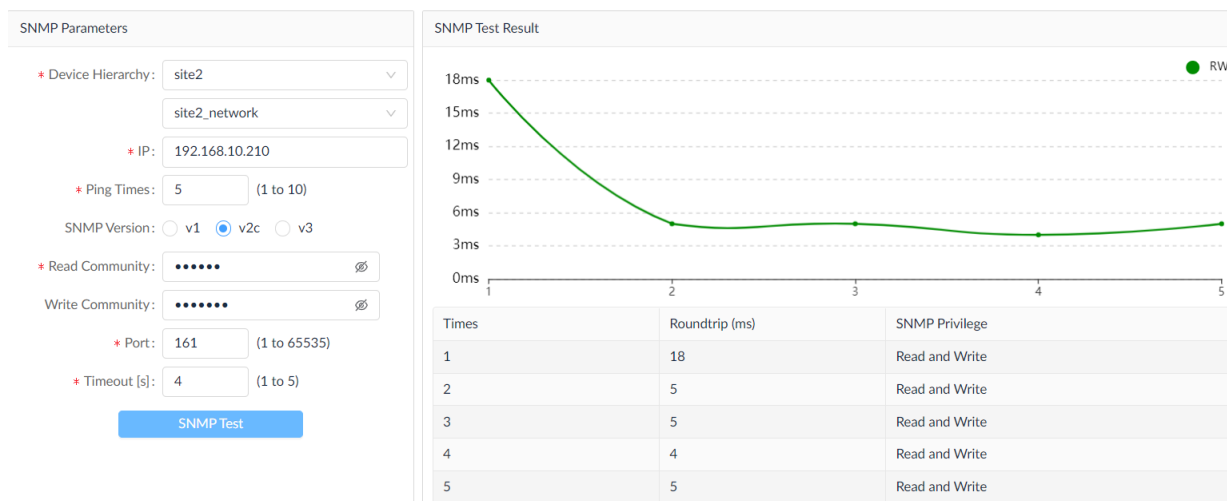 SNMP Parameters
* Device Hierarchy: site2
site2_network
* IP: 192.168.10.210
* Ping Times: 5 (1 to 10)
SNMP Version: v1 v2c v3
* Read Community: ••••••
Write Community: •••••••
* Port: 161 (1 to 65535)
* Timeout [s]: 4 (1 to 5)
SNMP Test
SNMP Test Result
RW
18ms
15ms
12ms
9ms
6ms
3ms
0ms
1 2 3 4 5
Times Roundtrip (ms) SNMP Privilege
1 18 Read and Write
2 5 Read and Write
3 5 Read and Write
4 4 Read and Write
5 5 Read and Write